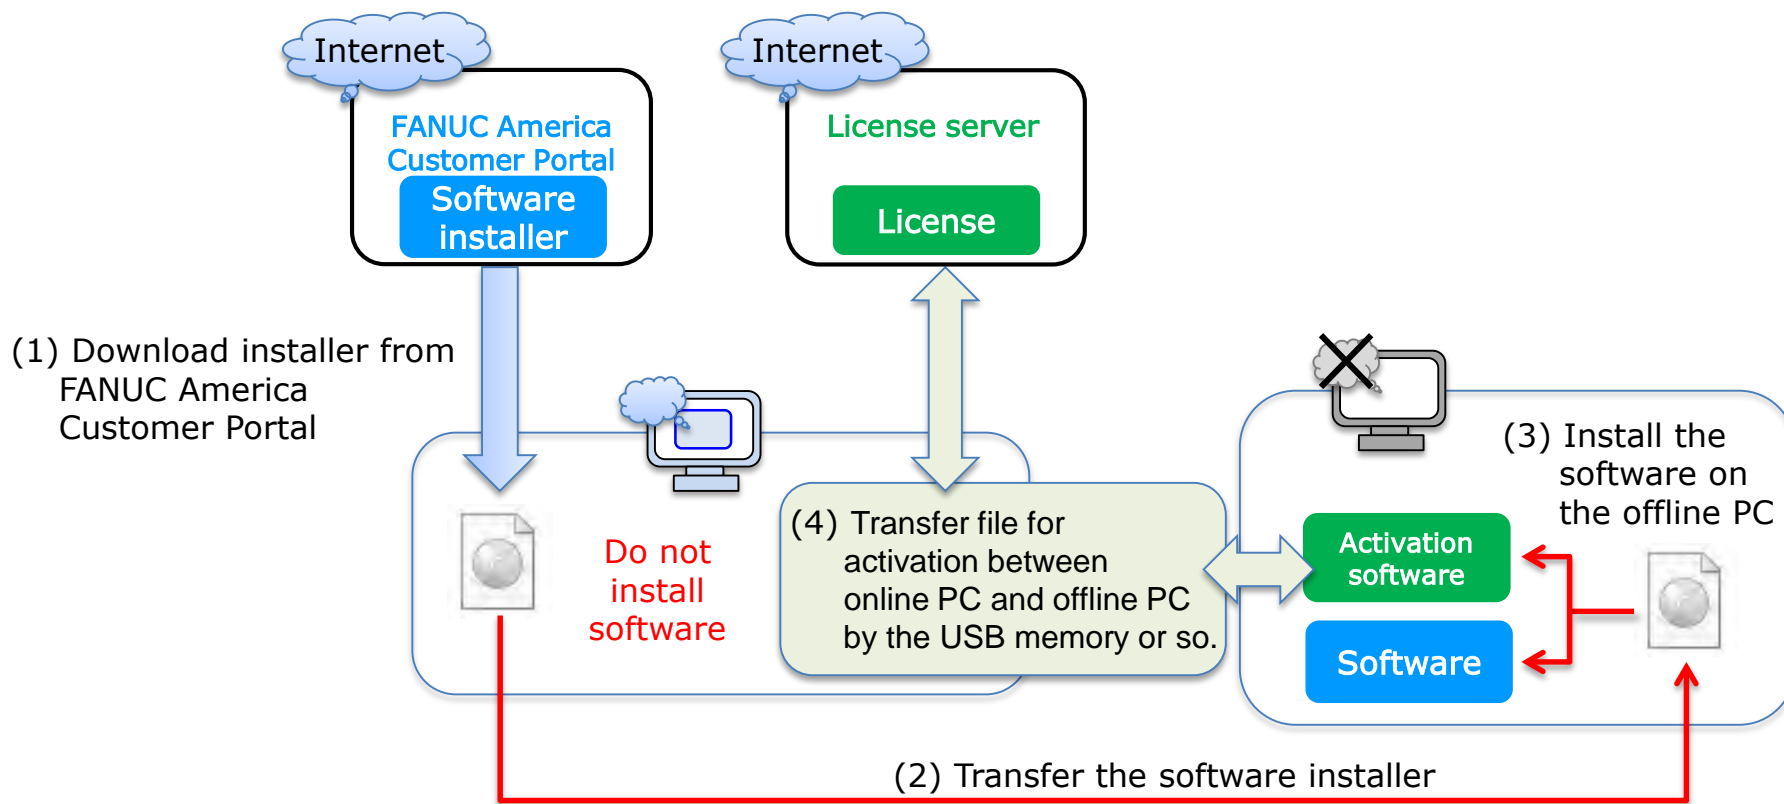 Internet
FANUC America
Customer Portal
Software
installer
Internet
License server
License
(1) Download installer from
FANUC America
Customer Portal
Do not
install
software
(4) Transfer file for
activation between
online PC and offline PC
by the USB memory or so.
(3) Install the
software on
the offline PC
Activation
software
Software
(2) Transfer the software installer